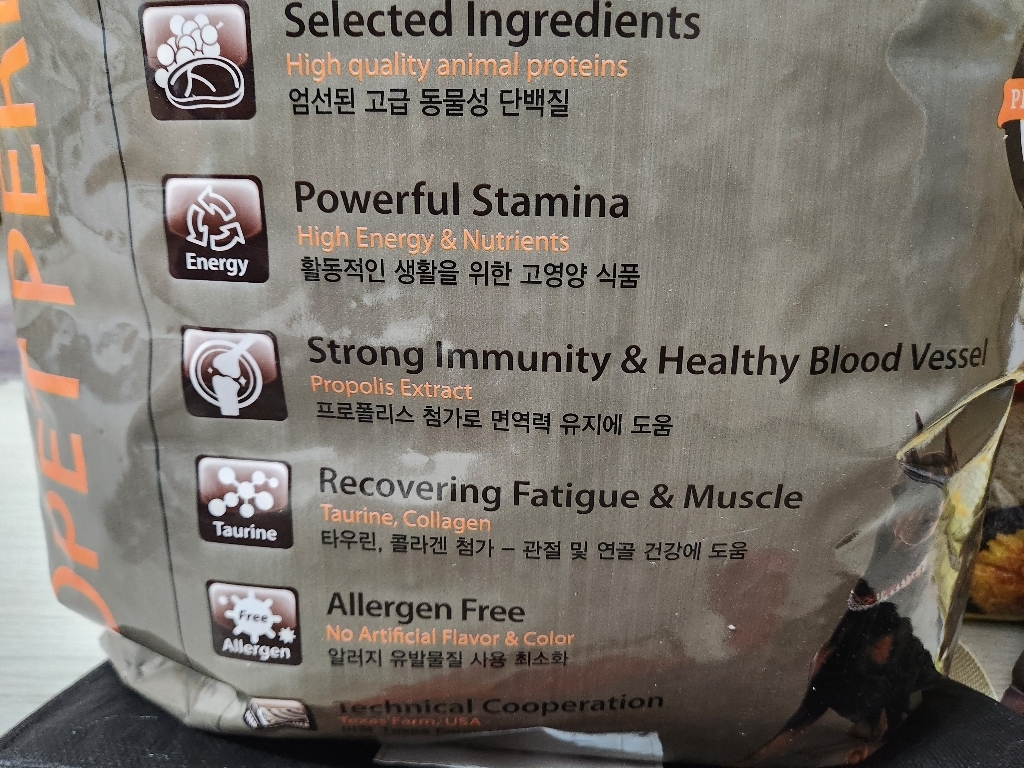 Selected Ingredients
High quality animal proteins
엄선된 고급 동물성 단백질
Energy
Powerful Stamina
High Energy & Nutrients
활동적인 생활을 위한 고영양 식품
Strong Immunity & Healthy Blood Vessel
Propolis Extract
프로폴리스 첨가로 면역력 유지에 도움
Taurine
Recovering Fatigue & Muscle
Taurine, Collagen
타우린, 콜라겐 첨가 – 관절 및 연골 건강에 도움
Free
Allergen
Allergen Free
No Artificial Flavor & Color
알러지 유발물질 사용 최소화
Technical Cooperation
Texas Farm, USA